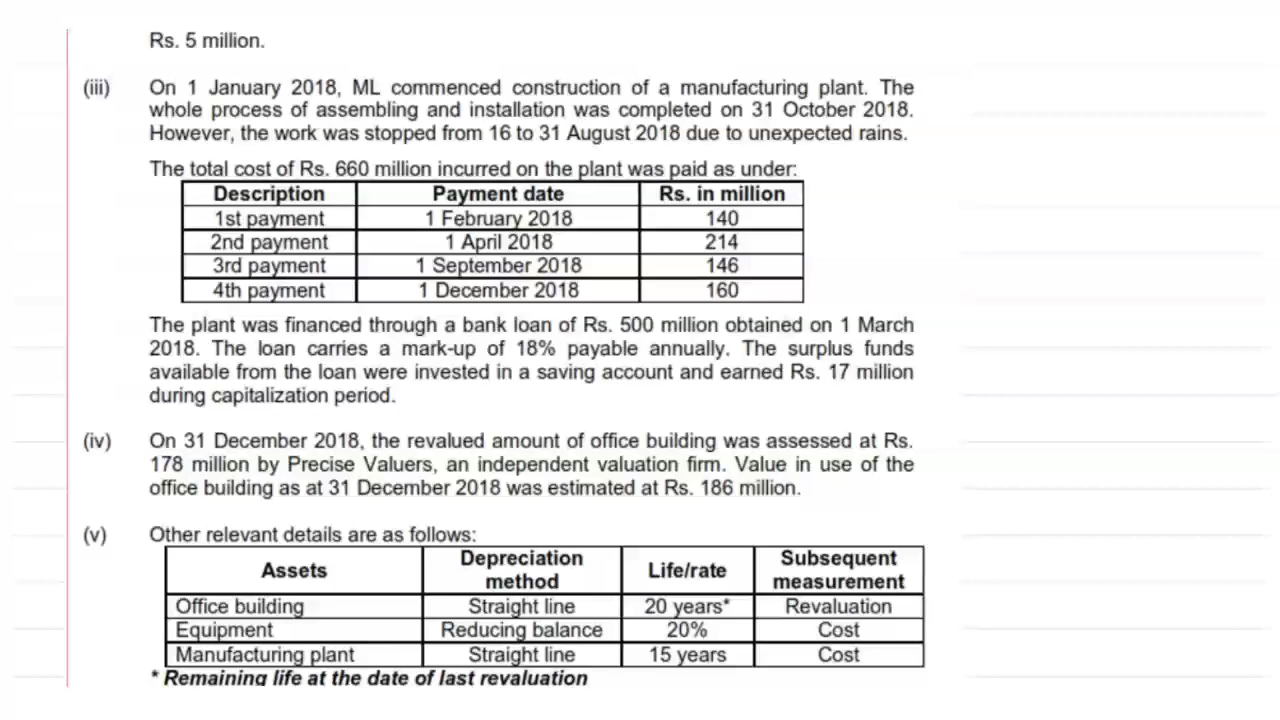 Rs. 5 million.
(iii) On 1 January 2018, ML commenced construction of a manufacturing plant. The
whole process of assembling and installation was completed on 31 October 2018.
However, the work was stopped from 16 to 31 August 2018 due to unexpected rains.
The total cost of Rs. 660 million incurred on the plant was paid as under:
Description Payment date Rs. in million
1st payment 1 February 2018 140
2nd payment 1 April 2018 214
3rd payment 1 September 2018 146
4th payment 1 December 2018 160
The plant was financed through a bank loan of Rs. 500 million obtained on 1 March
2018. The loan carries a mark-up of 18% payable annually. The surplus funds
available from the loan were invested in a saving account and earned Rs. 17 million
during capitalization period.
(iv) On 31 December 2018, the revalued amount of office building was assessed at Rs.
178 million by Precise Valuers, an independent valuation firm. Value in use of the
office building as at 31 December 2018 was estimated at Rs. 186 million.
(v) Other relevant details are as follows:
Assets Depreciation method Life/rate Subsequent measurement
Office building Straight line 20 years* Revaluation
Equipment Reducing balance 20% Cost
Manufacturing plant Straight line 15 years Cost
* Remaining life at the date of last revaluation